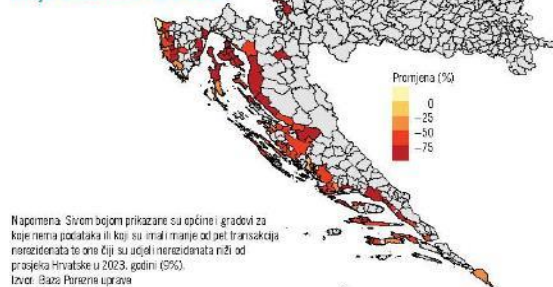 Promjena (%)
0
−25
−50
−75
Napomena: Sivom bojom prikazane su općine i gradovi za
koje nema podataka ili koji su imali manje od pet transakcija
nerezidenata te one čiji su udjeli nerezidenata niži od
prosjeka Hrvatske u 2023. godini (9%).
Izvor: Baza Porezne uprave